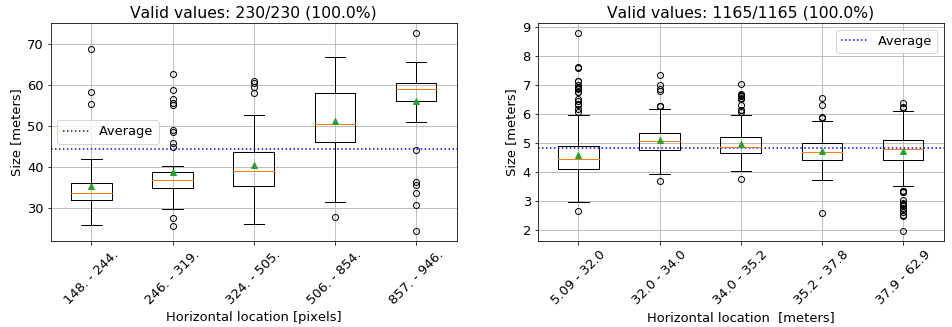 Valid values: 230/230 (100.0%)
Size [meters]
70
60
50
40
30
Average
148. - 244.
246. - 319.
324. - 505.
506. - 854.
857. - 946.
Horizontal location [pixels]
Valid values: 1165/1165 (100.0%)
Size [meters]
9
8
7
6
5
4
3
2
Average
5.09 - 32.0
32.0 - 34.0
34.0 - 35.2
35.2 - 37.8
37.9 - 62.9
Horizontal location  [meters]